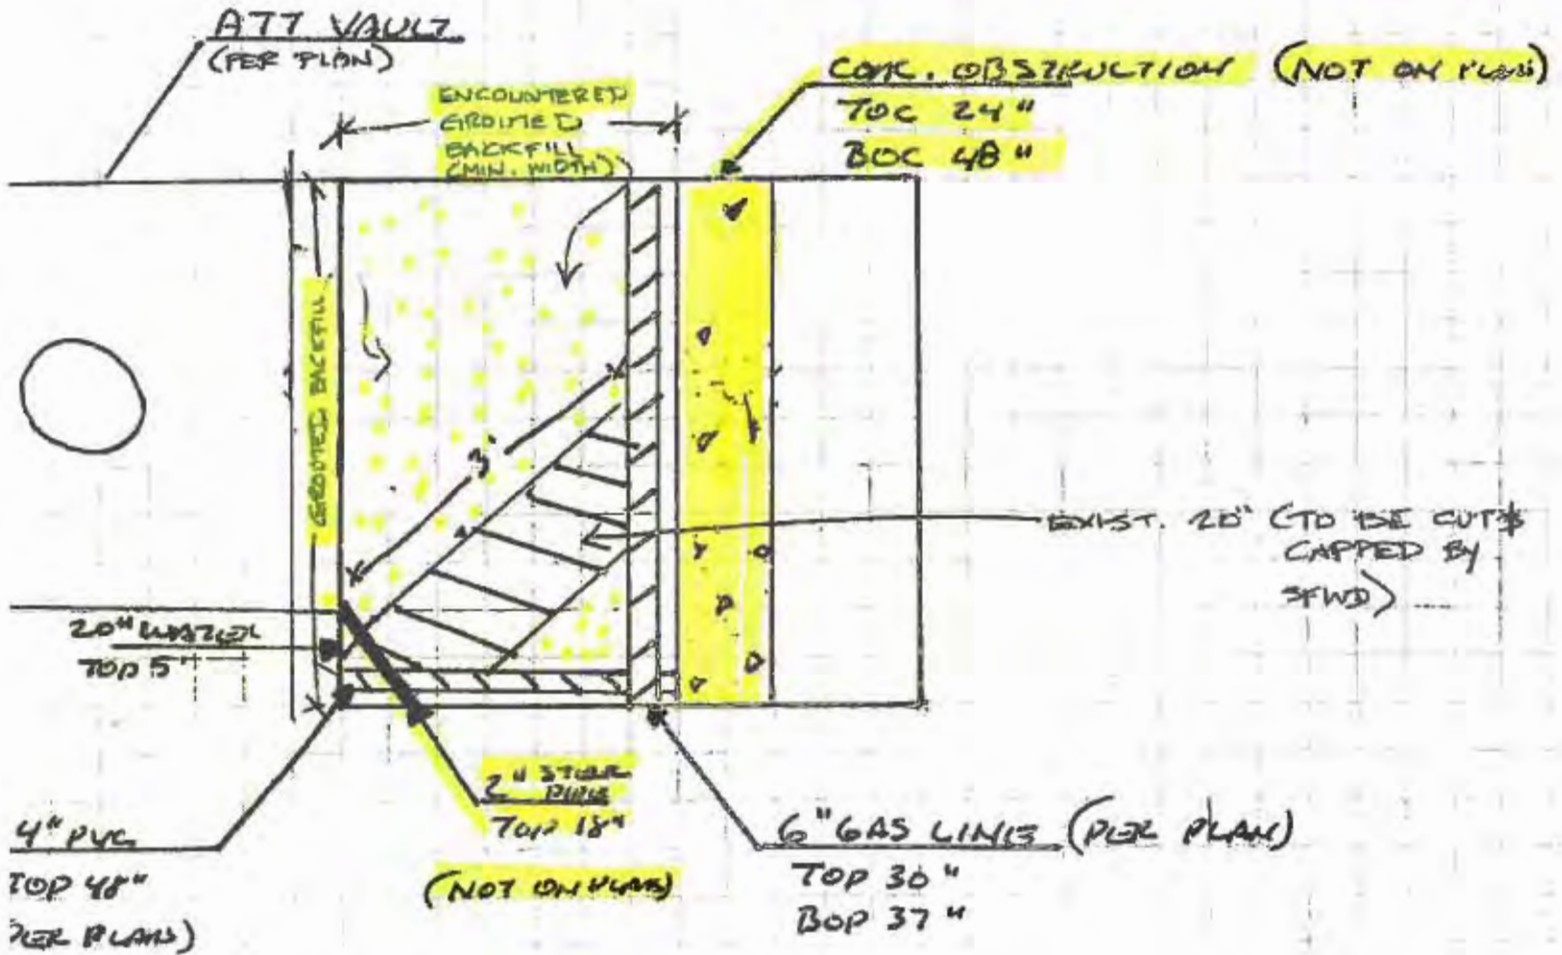 ATT VAULT
(PER PLAN)
ENCOUNTERED
GROUTED
BACKFILL
(MIN. WIDTH)
CONC. OBSTRUCTION (NOT ON PLANS)
TOC 24"
BOC 48"
GROUTED BACKFILL
3'
EXIST. 20" (TO BE CUT &
CAPPED BY
SFWD)
20" WATER
TOP 5'
2" STEEL
PIPE
TOP 18"
(NOT ON PLANS)
4" PVC
TOP 48"
PER PLANS)
6" GAS LINE (PER PLAN)
TOP 30"
BOP 37"